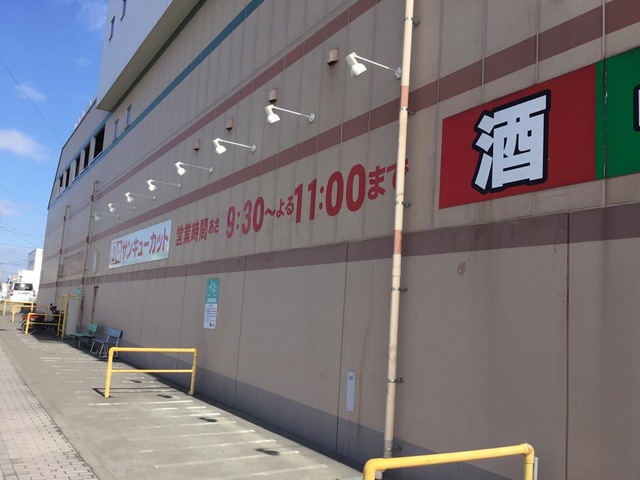 サンキューカット
営業時間 あさ 9:30～よる11:00まで
酒